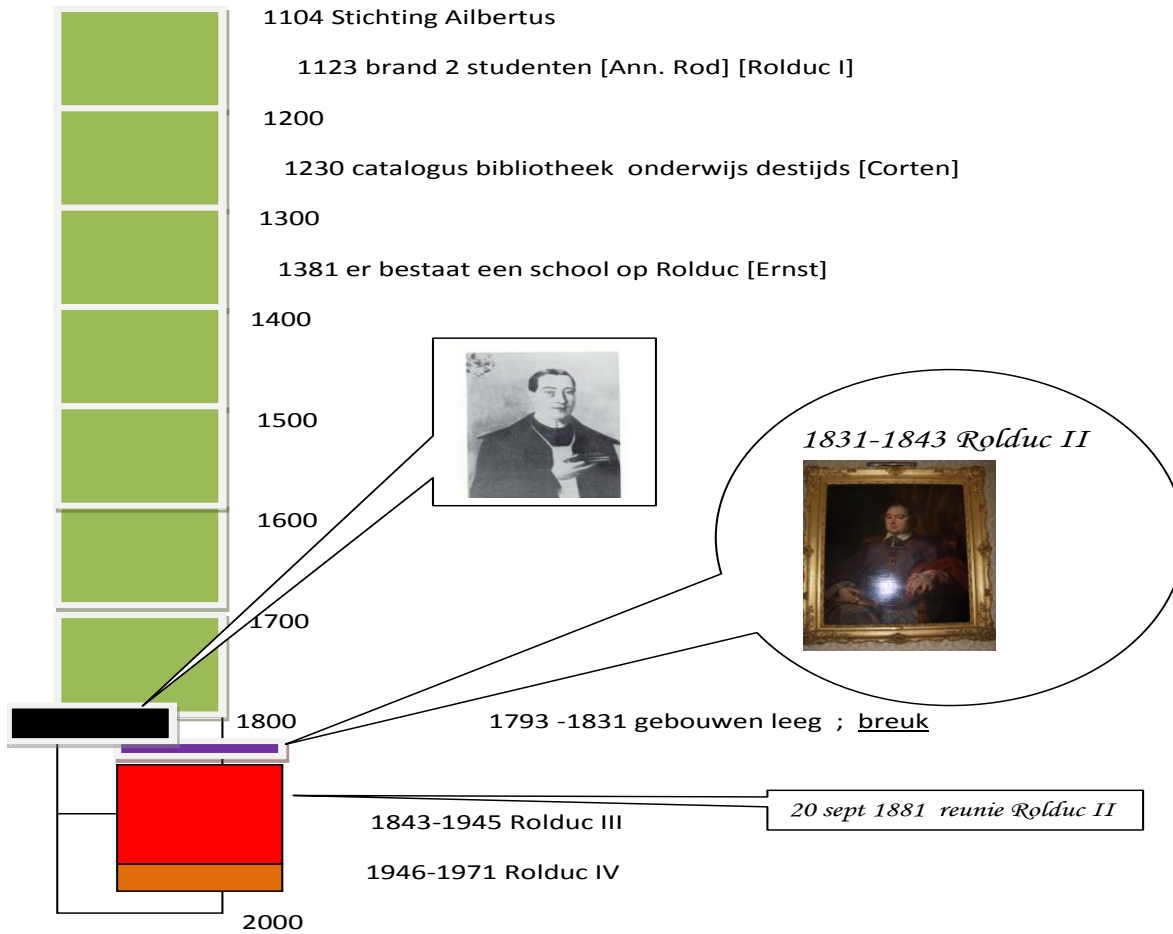 1104 Stichting Ailbertus
1123 brand 2 studenten [Ann. Rod] [Rolduc I]
1200
1230 catalogus bibliotheek onderwijs destijds [Corten]
1300
1381 er bestaat een school op Rolduc [Ernst]
1400
1500
1831-1843 Rolduc II
1600
1700
1800
1793 -1831 gebouwen leeg ; breuk
20 sept 1881 reunie Rolduc II
1843-1945 Rolduc III
1946-1971 Rolduc IV
2000